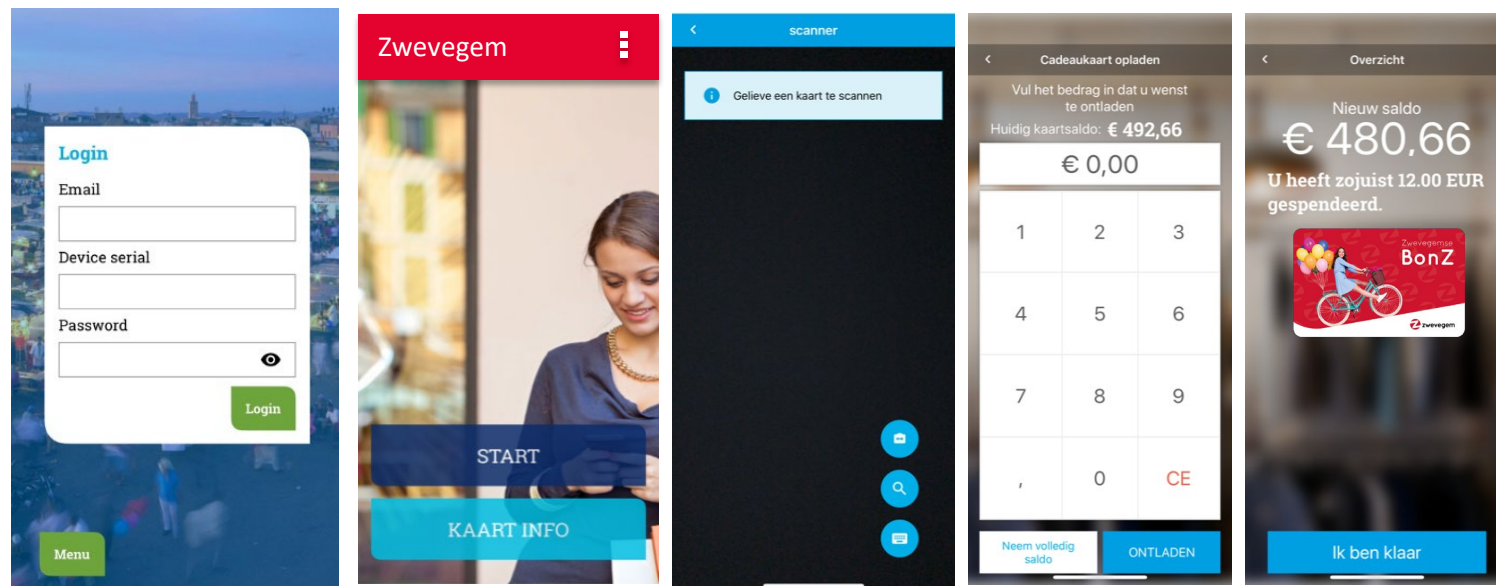 Login
Email
Device serial
Password
Login
Menu
Zwevegem
START
KAART INFO
scanner
Gelieve een kaart te scannen
Cadeaukaart opladen
Vul het bedrag in dat u wenst
te ontladen
Huidig kaartsaldo: € 492,66
€ 0,00
1 2 3
4 5 6
7 8 9
, 0 CE
Neem volledig
saldo
ONTLADEN
Overzicht
Nieuw saldo
€ 480,66
U heeft zojuist 12.00 EUR
gespendeerd.
Zwevegemse
BonZ
zwevegem
Ik ben klaar